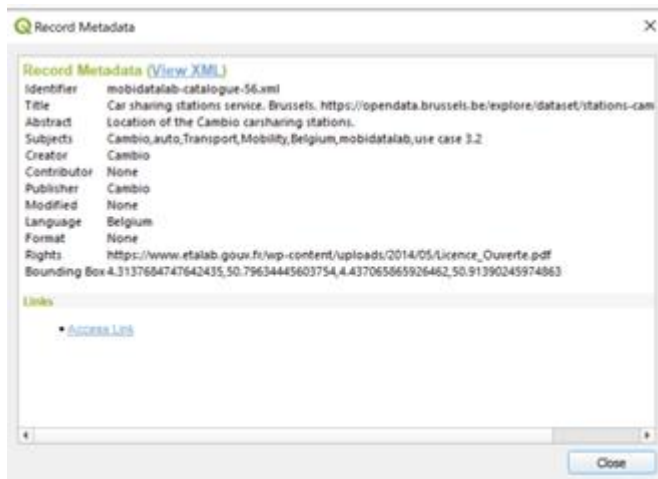 Record Metadata
Record Metadata (View XML)
Identifier mobidatalab-catalogue-56.xml
Title Car sharing stations service. Brussels. https://opendata.brussels.be/explore/dataset/stations-cam
Abstract Location of the Cambio carsharing stations.
Subjects Cambio,auto,Transport,Mobility,Belgium,mobidatalab,use case 3.2
Creator Cambio
Contributor None
Publisher Cambio
Modified None
Language Belgium
Format None
Rights https://www.etalab.gouv.fr/wp-content/uploads/2014/05/Licence_Ouverte.pdf
Bounding Box 4.3137684747642435,50.79634445603754,4.437065865926462,50.91390245974863
Links
Access Link
Close